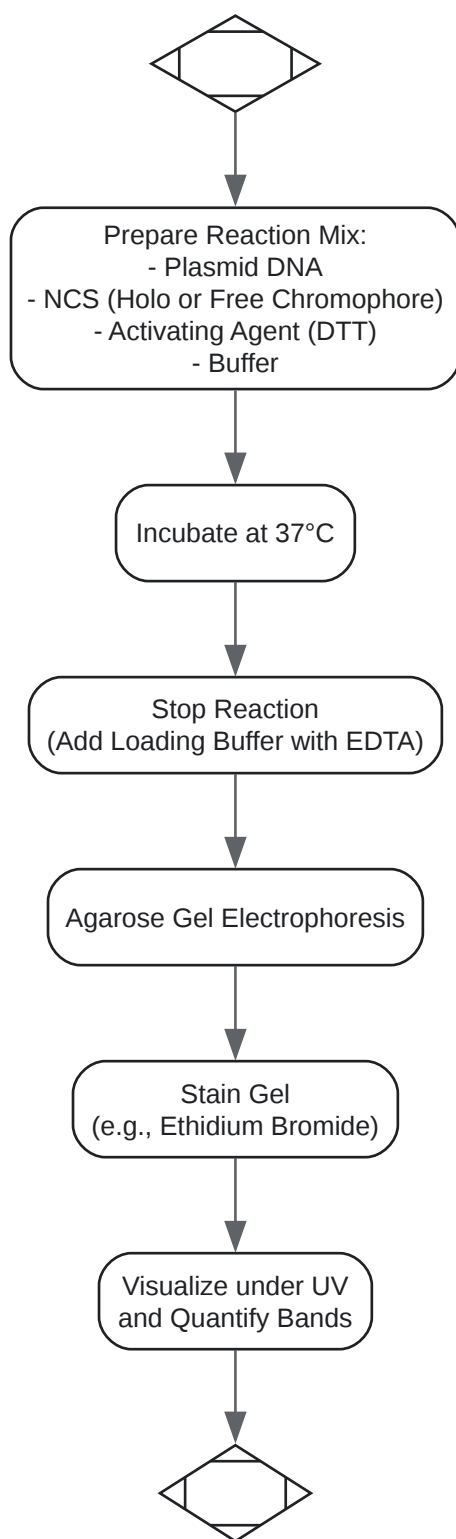 Prepare Reaction Mix:
- Plasmid DNA
- NCS (Holo or Free Chromophore)
- Activating Agent (DTT)
- Buffer
Incubate at 37°C
Stop Reaction
(Add Loading Buffer with EDTA)
Agarose Gel Electrophoresis
Stain Gel
(e.g., Ethidium Bromide)
Visualize under UV
and Quantify Bands